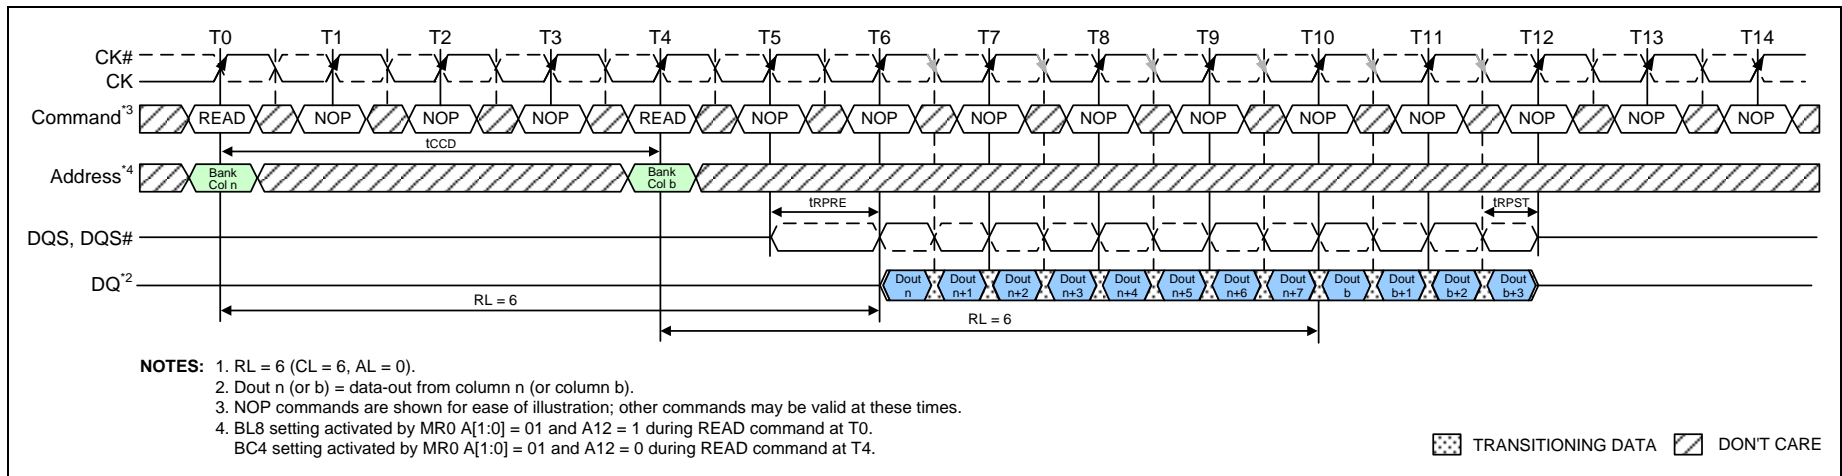 T0 T1 T2 T3 T4 T5 T6 T7 T8 T9 T10 T11 T12 T13 T14
CK#
CK
Command*3 READ NOP NOP NOP READ NOP NOP NOP NOP NOP NOP NOP NOP NOP NOP
tCCD
Address*4 Bank Col n Bank Col b
tRPRE tRPST
DQS, DQS#
DQ*2 Dout n Dout n+1 Dout n+2 Dout n+3 Dout n+4 Dout n+5 Dout n+6 Dout n+7 Dout b Dout b+1 Dout b+2 Dout b+3
RL = 6
RL = 6
NOTES: 1. RL = 6 (CL = 6, AL = 0).
2. Dout n (or b) = data-out from column n (or column b).
3. NOP commands are shown for ease of illustration; other commands may be valid at these times.
4. BL8 setting activated by MR0 A[1:0] = 01 and A12 = 1 during READ command at T0.
BC4 setting activated by MR0 A[1:0] = 01 and A12 = 0 during READ command at T4.
TRANSITIONING DATA DON'T CARE